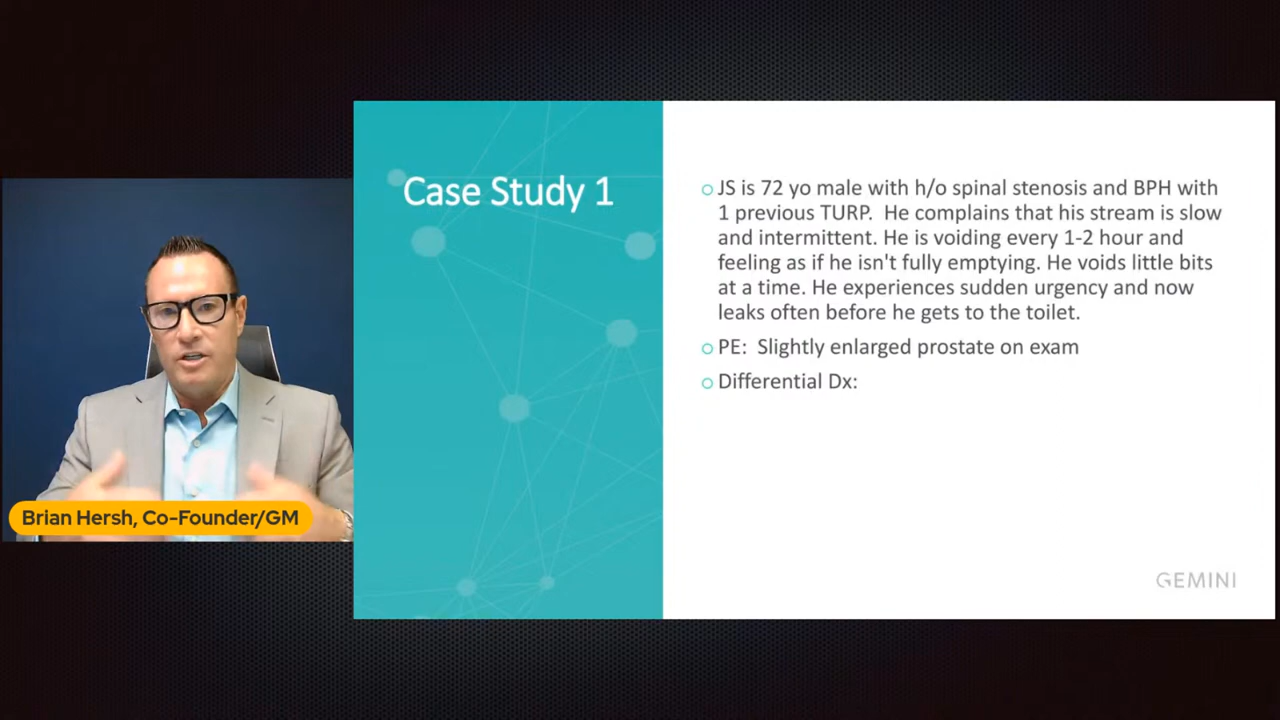 Case Study 1
JS is 72 yo male with h/o spinal stenosis and BPH with
1 previous TURP.  He complains that his stream is slow
and intermittent. He is voiding every 1-2 hour and
feeling as if he isn't fully emptying. He voids little bits
at a time. He experiences sudden urgency and now
leaks often before he gets to the toilet.
PE:  Slightly enlarged prostate on exam
Differential Dx:
Brian Hersh, Co-Founder/GM
GEMINI